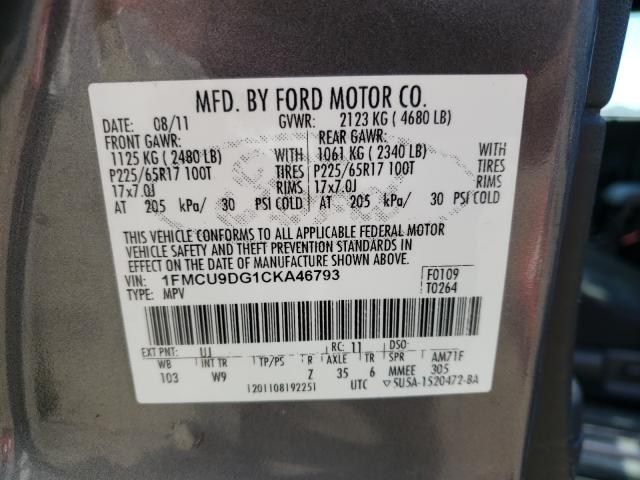 MFD. BY FORD MOTOR CO.
DATE: 08/11 GVWR: 2123 KG ( 4680 LB)
FRONT GAWR: REAR GAWR:
1125 KG ( 2480 LB) WITH 1061 KG ( 2340 LB) WITH
P225/65R17 100T TIRES P225/65R17 100T TIRES
17x7.0J RIMS 17x7.0J RIMS
AT 205 kPa/ 30 PSI COLD AT 205 kPa/ 30 PSI COLD
THIS VEHICLE CONFORMS TO ALL APPLICABLE FEDERAL MOTOR
VEHICLE SAFETY AND THEFT PREVENTION STANDARDS IN
EFFECT ON THE DATE OF MANUFACTURE SHOWN ABOVE.
VIN: 1FMCU9DG1CKA46793 F0109
TYPE: MPV T0264
EXT PNT: UJ RC: 11 DSO:
WB INT TR TP/PS R AXLE TR SPR AM71F
103 W9 Z 35 6 MMEE 305
1201108192251 UTC 5U5A-1520472-BA